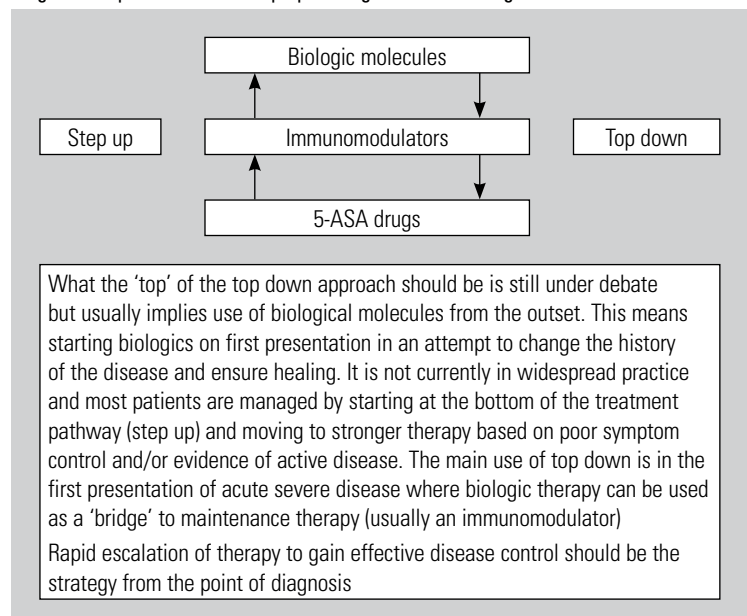 Biologic molecules
Step up
Immunomodulators
Top down
5-ASA drugs
What the ‘top’ of the top down approach should be is still under debate
but usually implies use of biological molecules from the outset. This means
starting biologics on first presentation in an attempt to change the history
of the disease and ensure healing. It is not currently in widespread practice
and most patients are managed by starting at the bottom of the treatment
pathway (step up) and moving to stronger therapy based on poor symptom
control and/or evidence of active disease. The main use of top down is in the
first presentation of acute severe disease where biologic therapy can be used
as a ‘bridge’ to maintenance therapy (usually an immunomodulator)
Rapid escalation of therapy to gain effective disease control should be the
strategy from the point of diagnosis